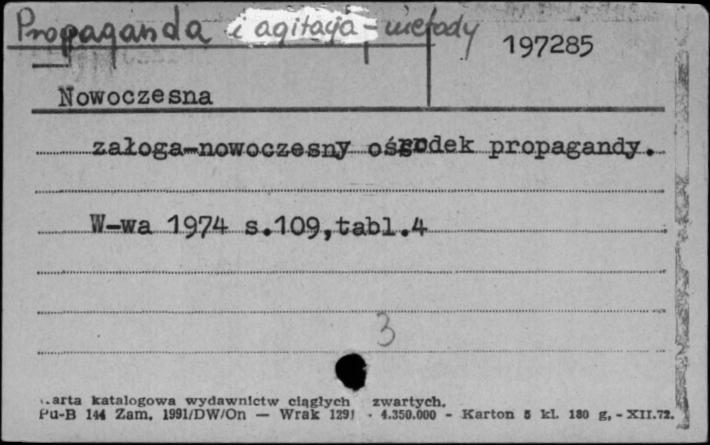 Propaganda i agitacja - metody
197285
Nowoczesna
załoga-nowoczesny ośrodek propagandy.
W-wa 1974 s.109,tabl.4
3
karta katalogowa wydawnictw ciągłych zwartych.
Pu-B 144 Zam. 1991/DW/On — Wrak 1291 - 4.350.000 - Karton 5 kl. 180 g, - XII.72.